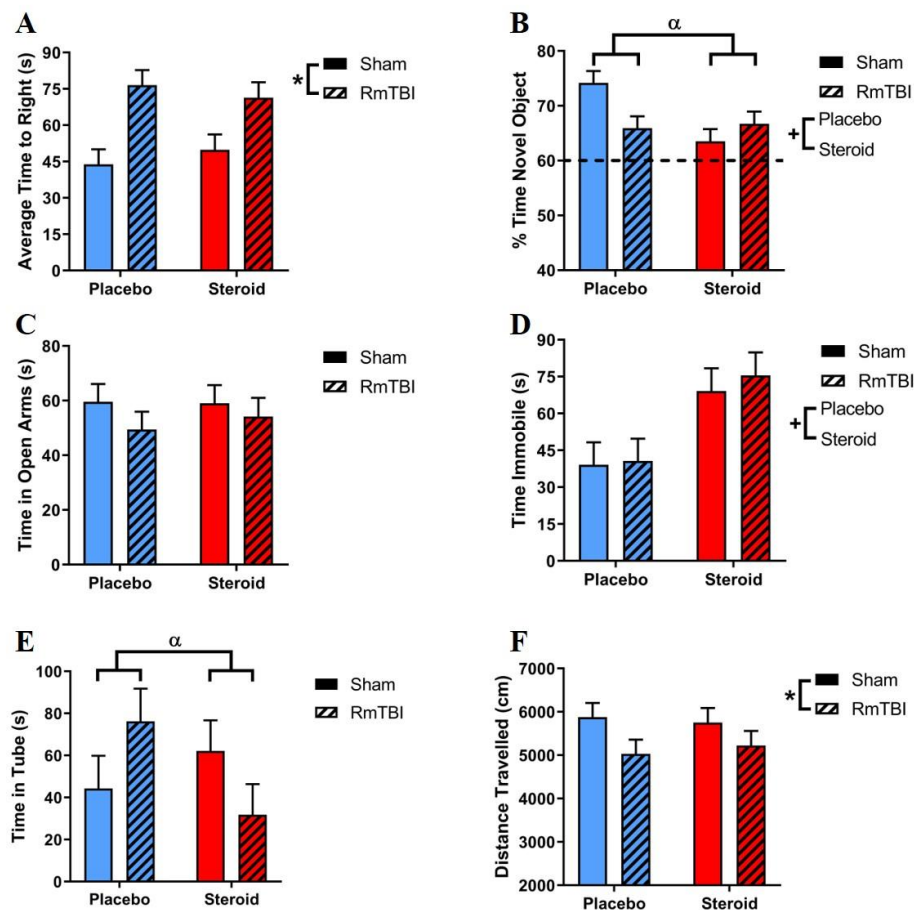 A
Average Time to Right (s)
90
75
60
45
30
15
0
Placebo
Steroid
*
Sham
RmTBI
B
α
% Time Novel Object
80
70
60
50
40
Placebo
Steroid
Sham
RmTBI
+
Placebo
Steroid
C
Time in Open Arms (s)
80
60
40
20
0
Placebo
Steroid
Sham
RmTBI
D
Time Immobile (s)
90
75
60
45
30
15
0
Placebo
Steroid
Sham
RmTBI
+
Placebo
Steroid
E
α
Time in Tube (s)
100
80
60
40
20
0
Placebo
Steroid
Sham
RmTBI
F
Distance Travelled (cm)
7000
6000
5000
4000
3000
2000
Placebo
Steroid
*
Sham
RmTBI